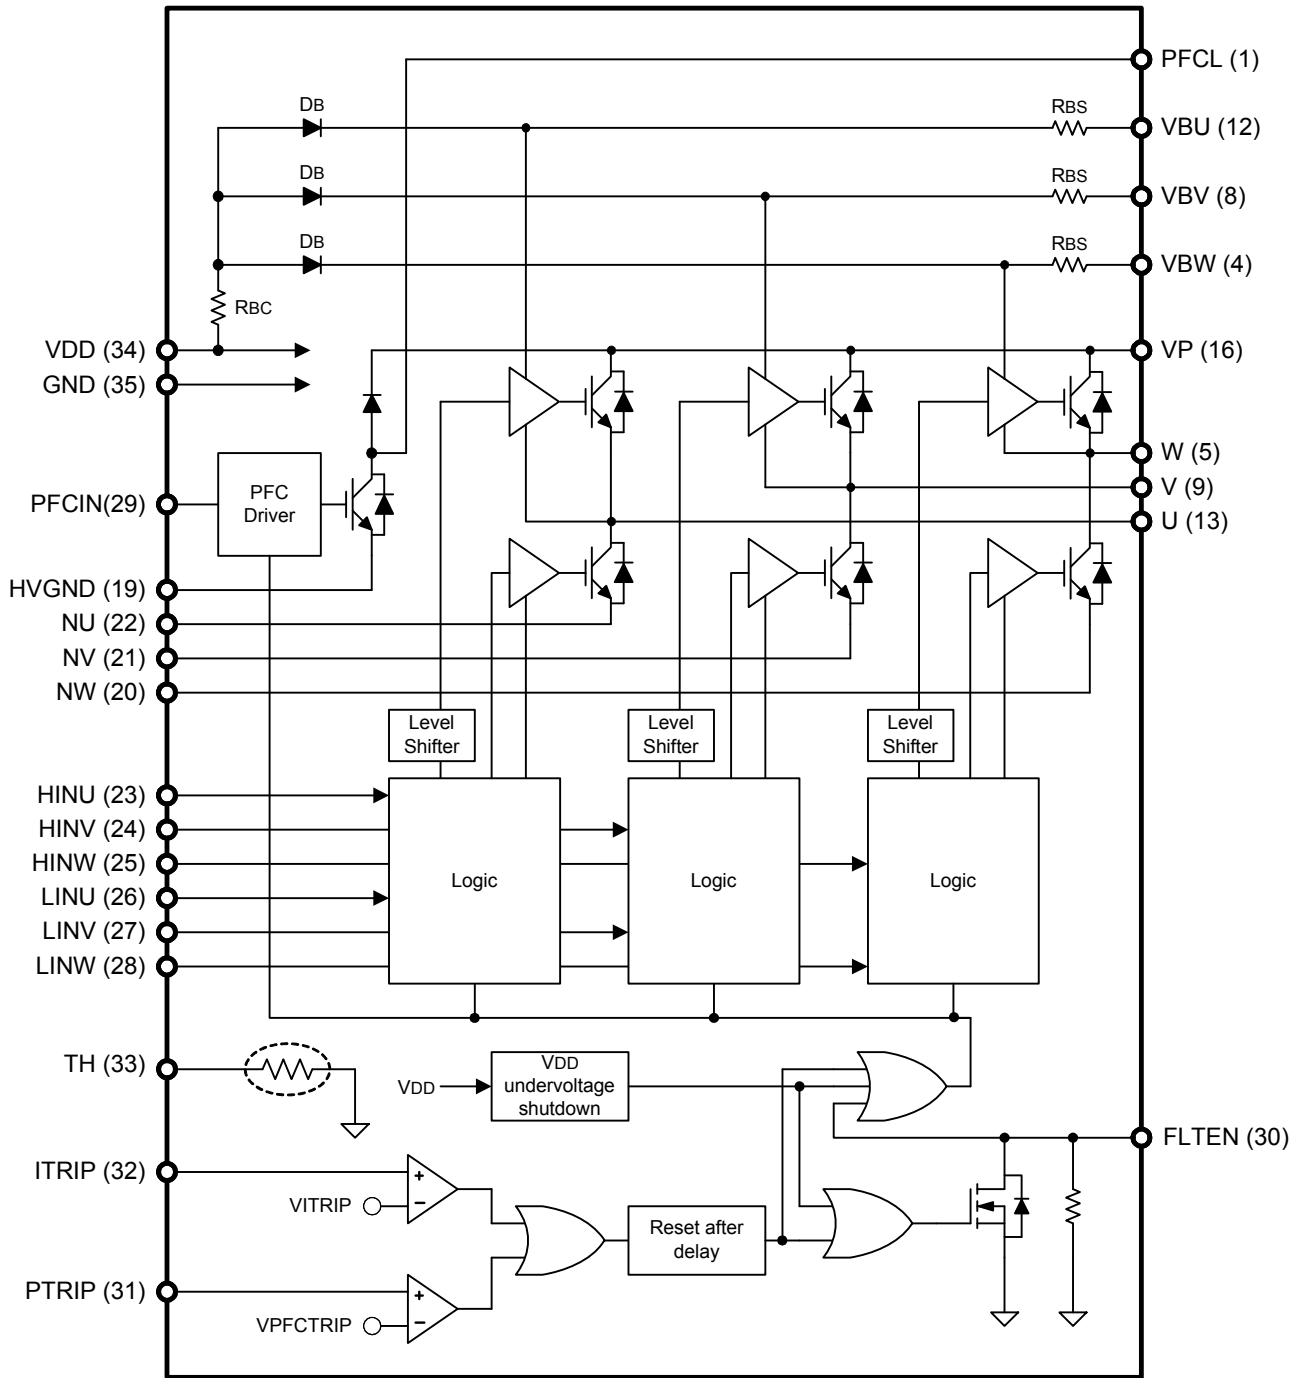 PFCL (1)
DB
RBS
VBU (12)
DB
RBS
VBV (8)
DB
RBS
VBW (4)
RBC
VDD (34)
VP (16)
GND (35)
W (5)
V (9)
PFCIN(29)
PFC
Driver
U (13)
HVGND (19)
NU (22)
NV (21)
NW (20)
Level
Shifter
Level
Shifter
Level
Shifter
HINU (23)
HINV (24)
HINW (25)
LINU (26)
LINV (27)
LINW (28)
Logic
Logic
Logic
TH (33)
VDD
VDD
undervoltage
shutdown
FLTEN (30)
ITRIP (32)
+
−
VITRIP
Reset after
delay
PTRIP (31)
+
−
VPFCTRIP